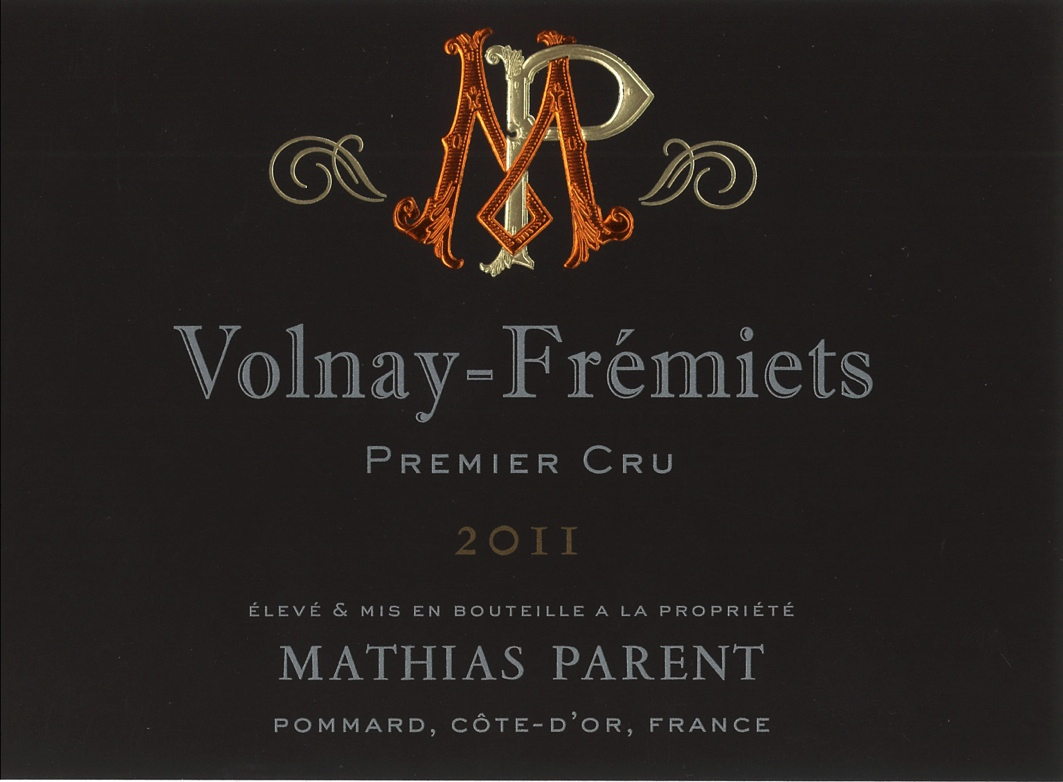 MP
Volnay-Frémiets
PREMIER CRU
2011
ÉLEVÉ & MIS EN BOUTEILLE A LA PROPRIÉTÉ
MATHIAS PARENT
POMMARD, CÔTE-D'OR, FRANCE